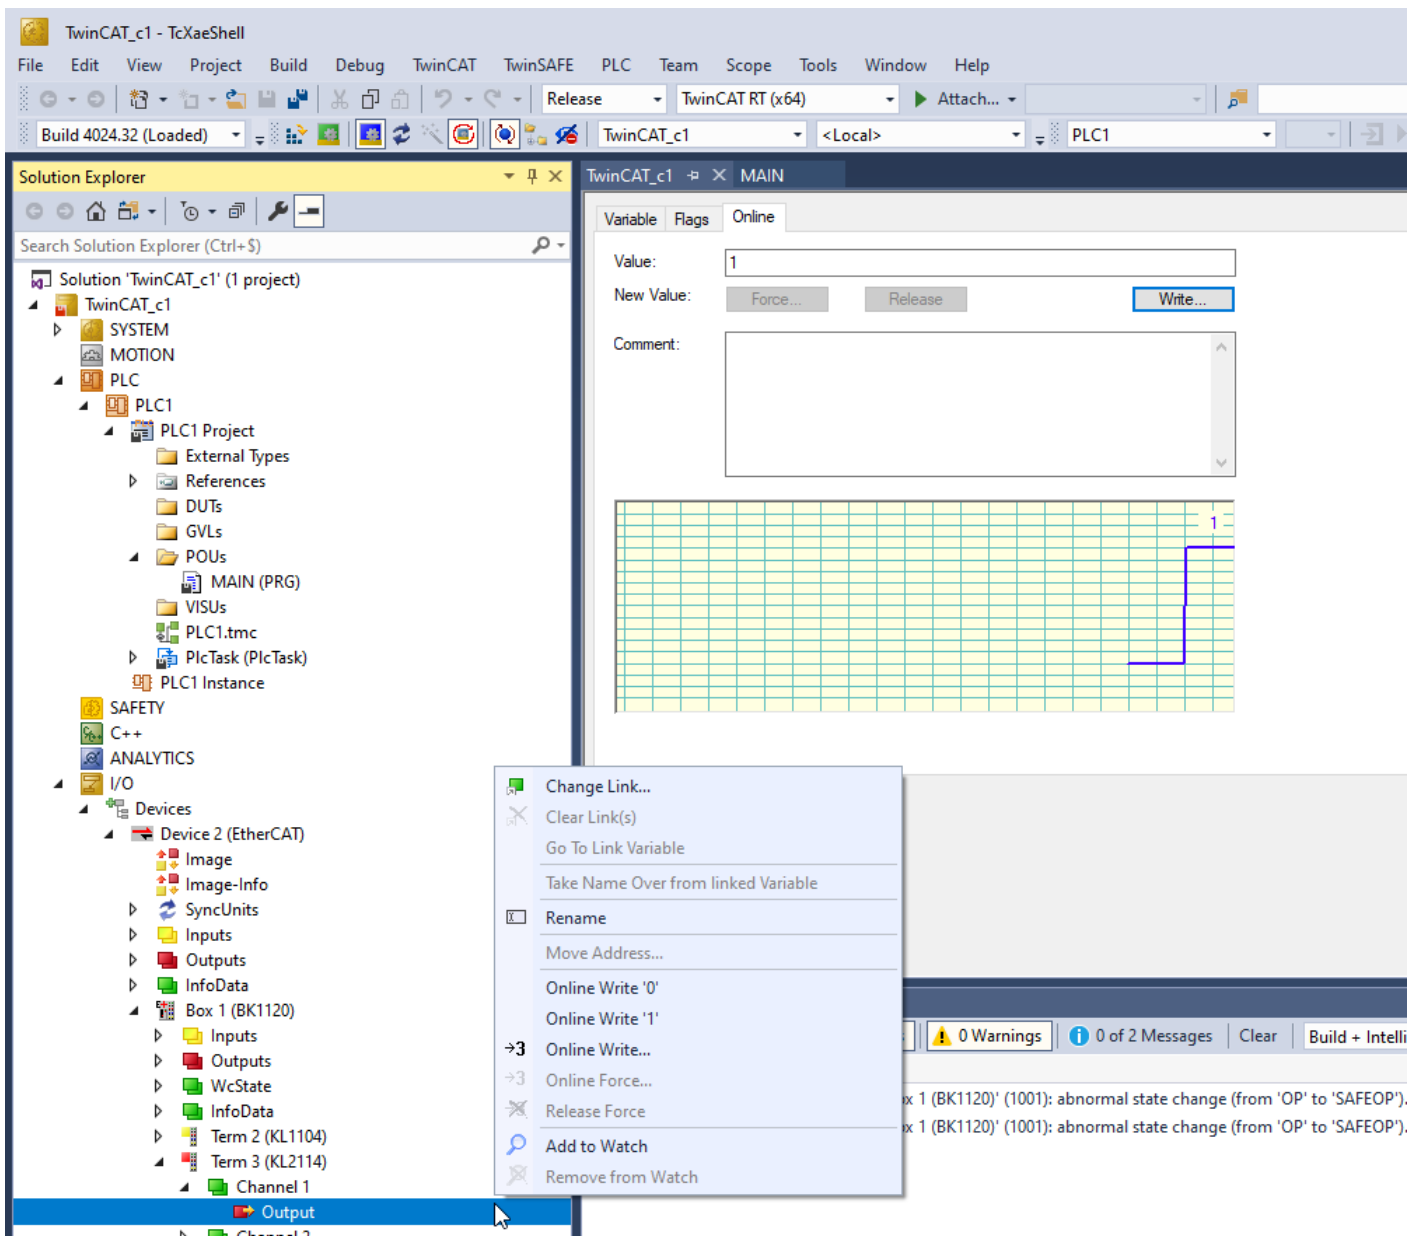 TwinCAT_c1 - TcXaeShell
File Edit View Project Build Debug TwinCAT TwinSAFE PLC Team Scope Tools Window Help
Release TwinCAT RT (x64) Attach...
Build 4024.32 (Loaded) TwinCAT_c1 <Local> PLC1
Solution Explorer
Search Solution Explorer (Ctrl+$)
Solution 'TwinCAT_c1' (1 project)
TwinCAT_c1
SYSTEM
MOTION
PLC
PLC1
PLC1 Project
External Types
References
DUTs
GVLs
POUs
MAIN (PRG)
VISUs
PLC1.tmc
PlcTask (PlcTask)
PLC1 Instance
SAFETY
C++
ANALYTICS
I/O
Devices
Device 2 (EtherCAT)
Image
Image-Info
SyncUnits
Inputs
Outputs
InfoData
Box 1 (BK1120)
Inputs
Outputs
WcState
InfoData
Term 2 (KL1104)
Term 3 (KL2114)
Channel 1
Output
TwinCAT_c1 MAIN
Variable Flags Online
Value: 1
New Value: Force... Release Write...
Comment:
1
Change Link...
Clear Link(s)
Go To Link Variable
Take Name Over from linked Variable
Rename
Move Address...
Online Write '0'
Online Write '1'
→3 Online Write...
→3 Online Force...
Release Force
Add to Watch
Remove from Watch
0 Warnings 0 of 2 Messages Clear Build + Intelli
x 1 (BK1120)' (1001): abnormal state change (from 'OP' to 'SAFEOP').
x 1 (BK1120)' (1001): abnormal state change (from 'OP' to 'SAFEOP').